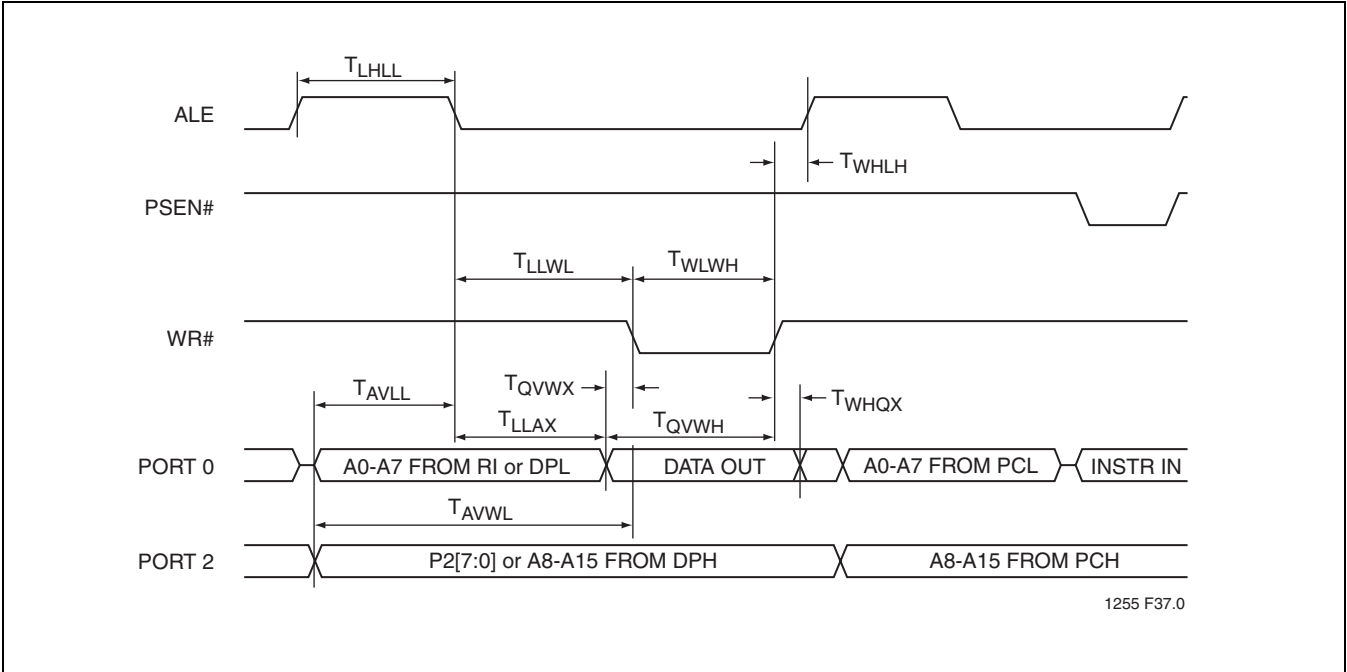 TLHLL
ALE
TWHLH
PSEN#
TLLWL
TWLWH
WR#
TAVLL
TQVWX
TWHQX
TLLAX
TQVWH
PORT 0
A0-A7 FROM RI or DPL
DATA OUT
A0-A7 FROM PCL
INSTR IN
TAVWL
PORT 2
P2[7:0] or A8-A15 FROM DPH
A8-A15 FROM PCH
1255 F37.0